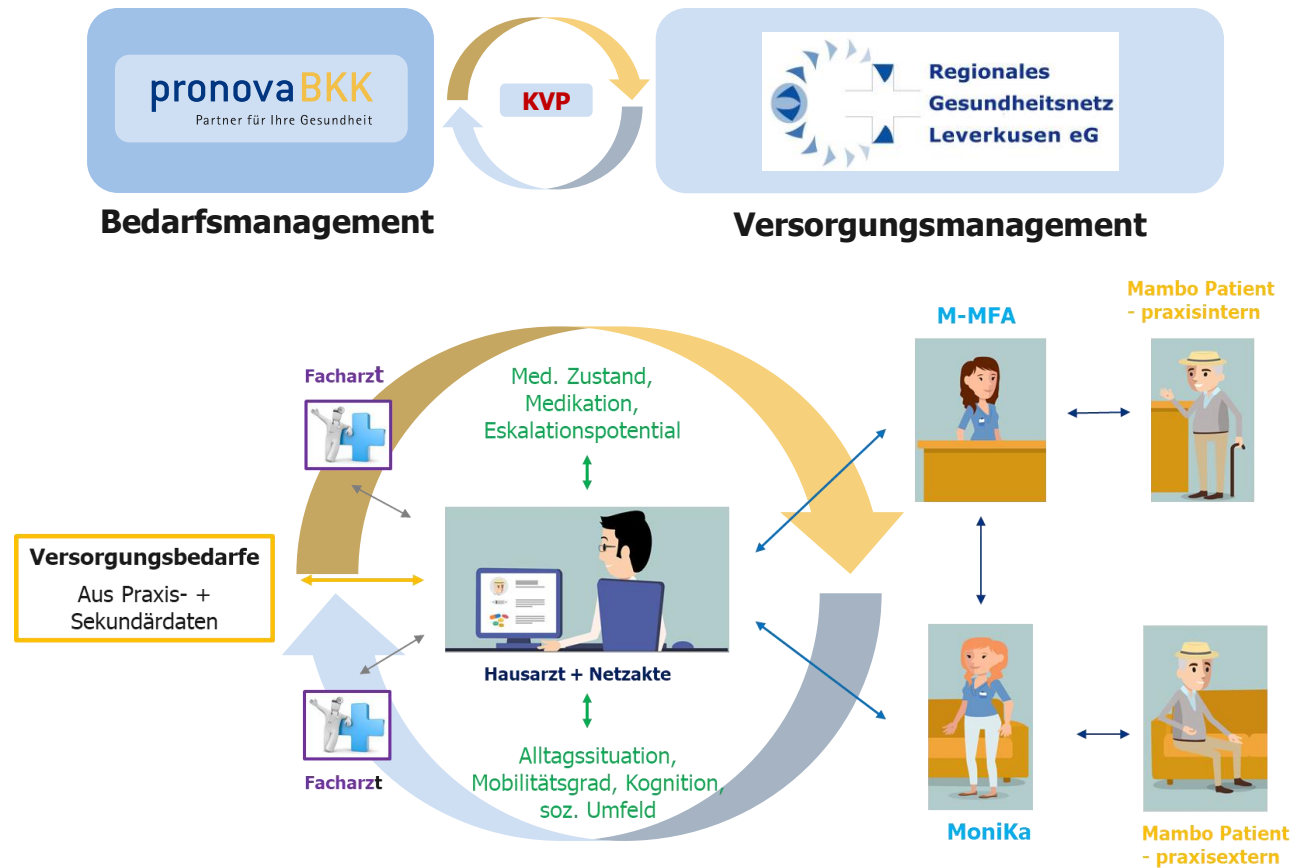 pronovaBKK
Partner für Ihre Gesundheit
KVP
Regionales
Gesundheitsnetz
Leverkusen eG
Bedarfsmanagement
Versorgungsmanagement
Mambo Patient
- praxisintern
M-MFA
Facharzt
Med. Zustand,
Medikation,
Eskalationspotential
Versorgungsbedarfe
Aus Praxis- +
Sekundärdaten
Hausarzt + Netzakte
Facharzt
Alltagssituation,
Mobilitätsgrad, Kognition,
soz. Umfeld
MoniKa
Mambo Patient
- praxisextern